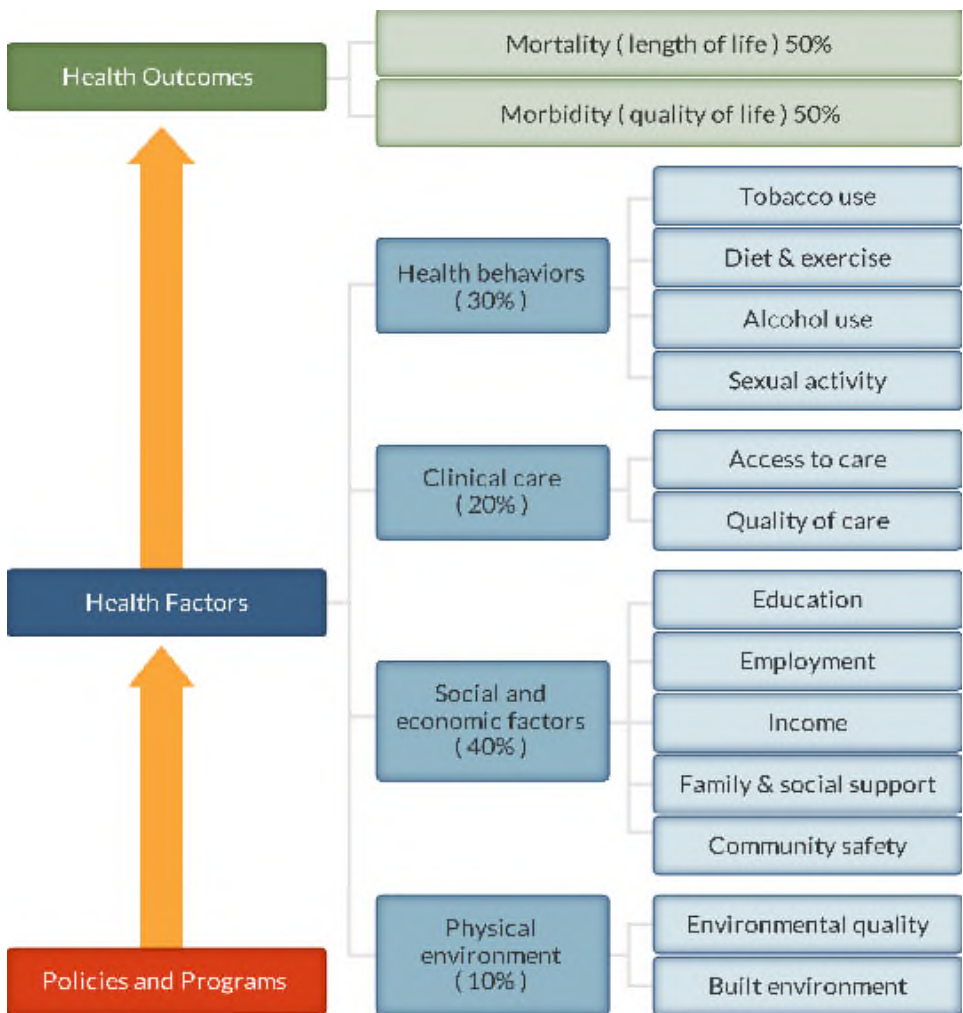 Health Outcomes
Mortality ( length of life ) 50%
Morbidity ( quality of life ) 50%
Health Factors
Health behaviors
( 30% )
Tobacco use
Diet & exercise
Alcohol use
Sexual activity
Clinical care
( 20% )
Access to care
Quality of care
Social and
economic factors
( 40% )
Education
Employment
Income
Family & social support
Community safety
Physical
environment
( 10% )
Environmental quality
Built environment
Policies and Programs